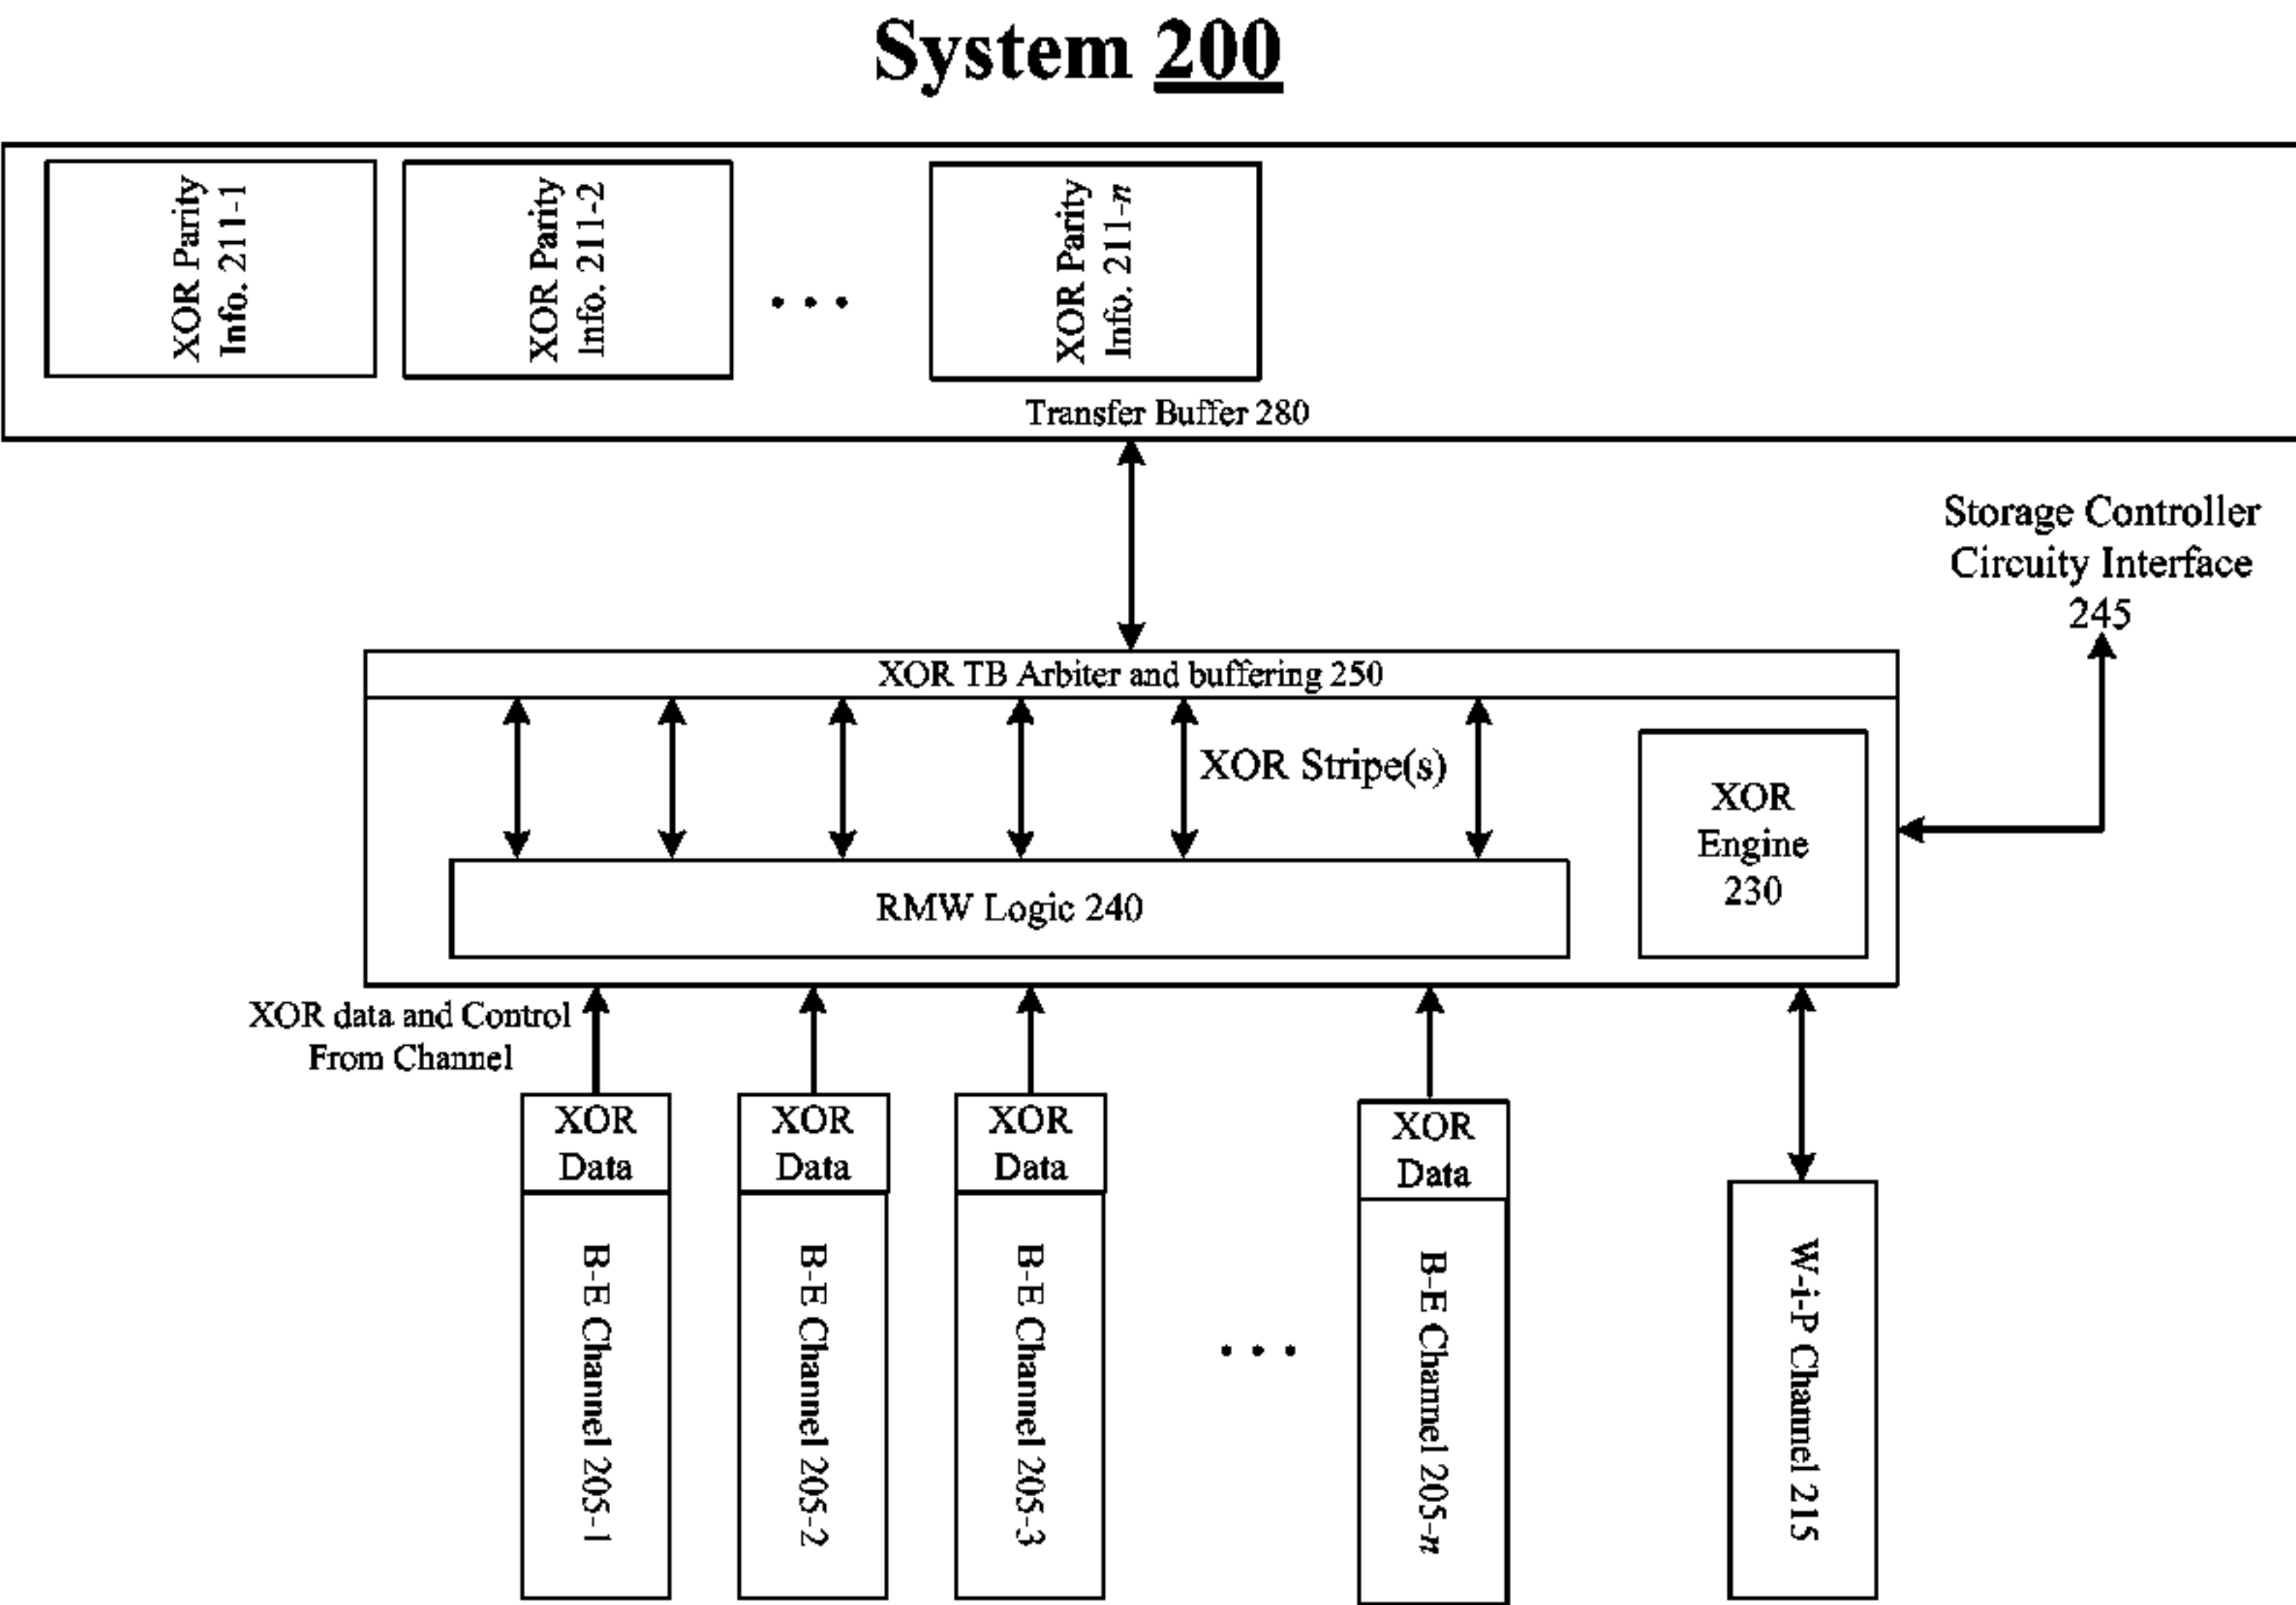 System 200
XOR Parity
Info. 211-1
XOR Parity
Info. 211-2
• • •
XOR Parity
Info. 211-n
Transfer Buffer 280
Storage Controller
Circuity Interface
245
XOR TB Arbiter and buffering 250
XOR Stripe(s)
XOR
Engine
230
RMW Logic 240
XOR data and Control
From Channel
XOR
Data
XOR
Data
XOR
Data
XOR
Data
B-E Channel 205-1
B-E Channel 205-2
B-E Channel 205-3
• • •
B-E Channel 205-n
W-i-P Channel 215